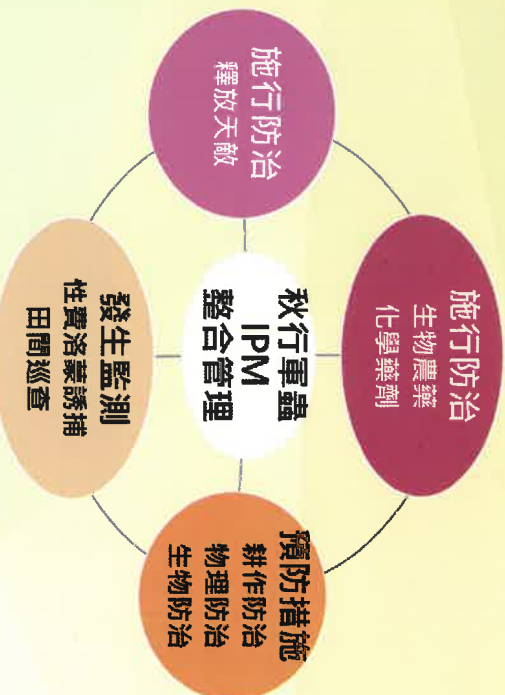 預防措施
耕作防治
物理防治
生物防治
施行防治
生物農藥
化學藥劑
秋行軍蟲
IPM
整合管理
發生監測
性費洛蒙誘捕
田間巡查
施行防治
釋放天敵